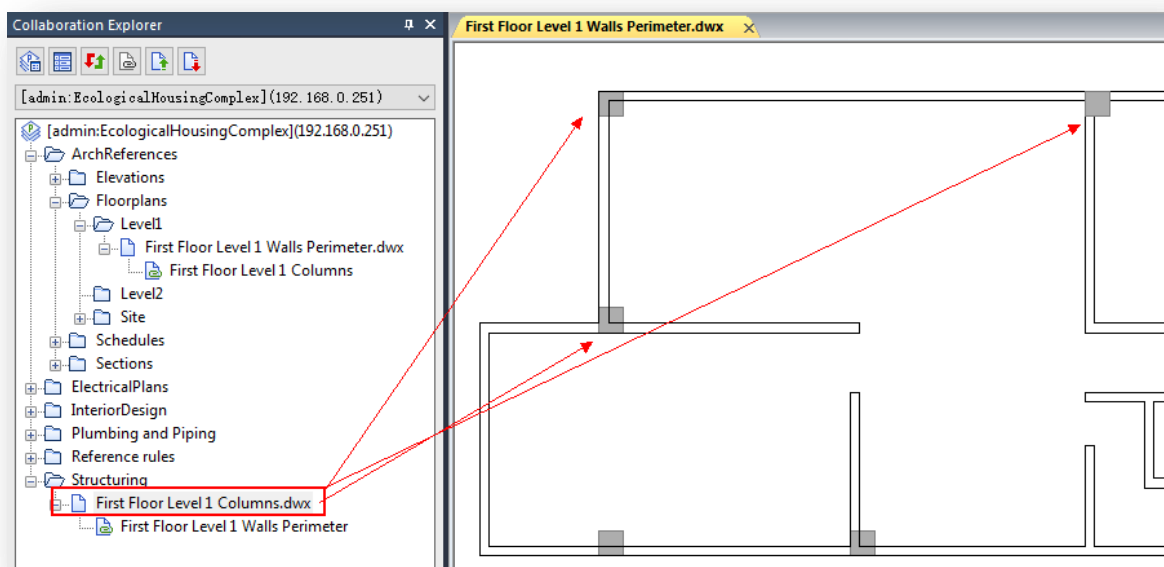 Collaboration Explorer
First Floor Level 1 Walls Perimeter.dwx
[admin:EcologicalHousingComplex](192.168.0.251)
[admin:EcologicalHousingComplex](192.168.0.251)
ArchReferences
Elevations
Floorplans
Level1
First Floor Level 1 Walls Perimeter.dwx
First Floor Level 1 Columns
Level2
Site
Schedules
Sections
ElectricalPlans
InteriorDesign
Plumbing and Piping
Reference rules
Structuring
First Floor Level 1 Columns.dwx
First Floor Level 1 Walls Perimeter